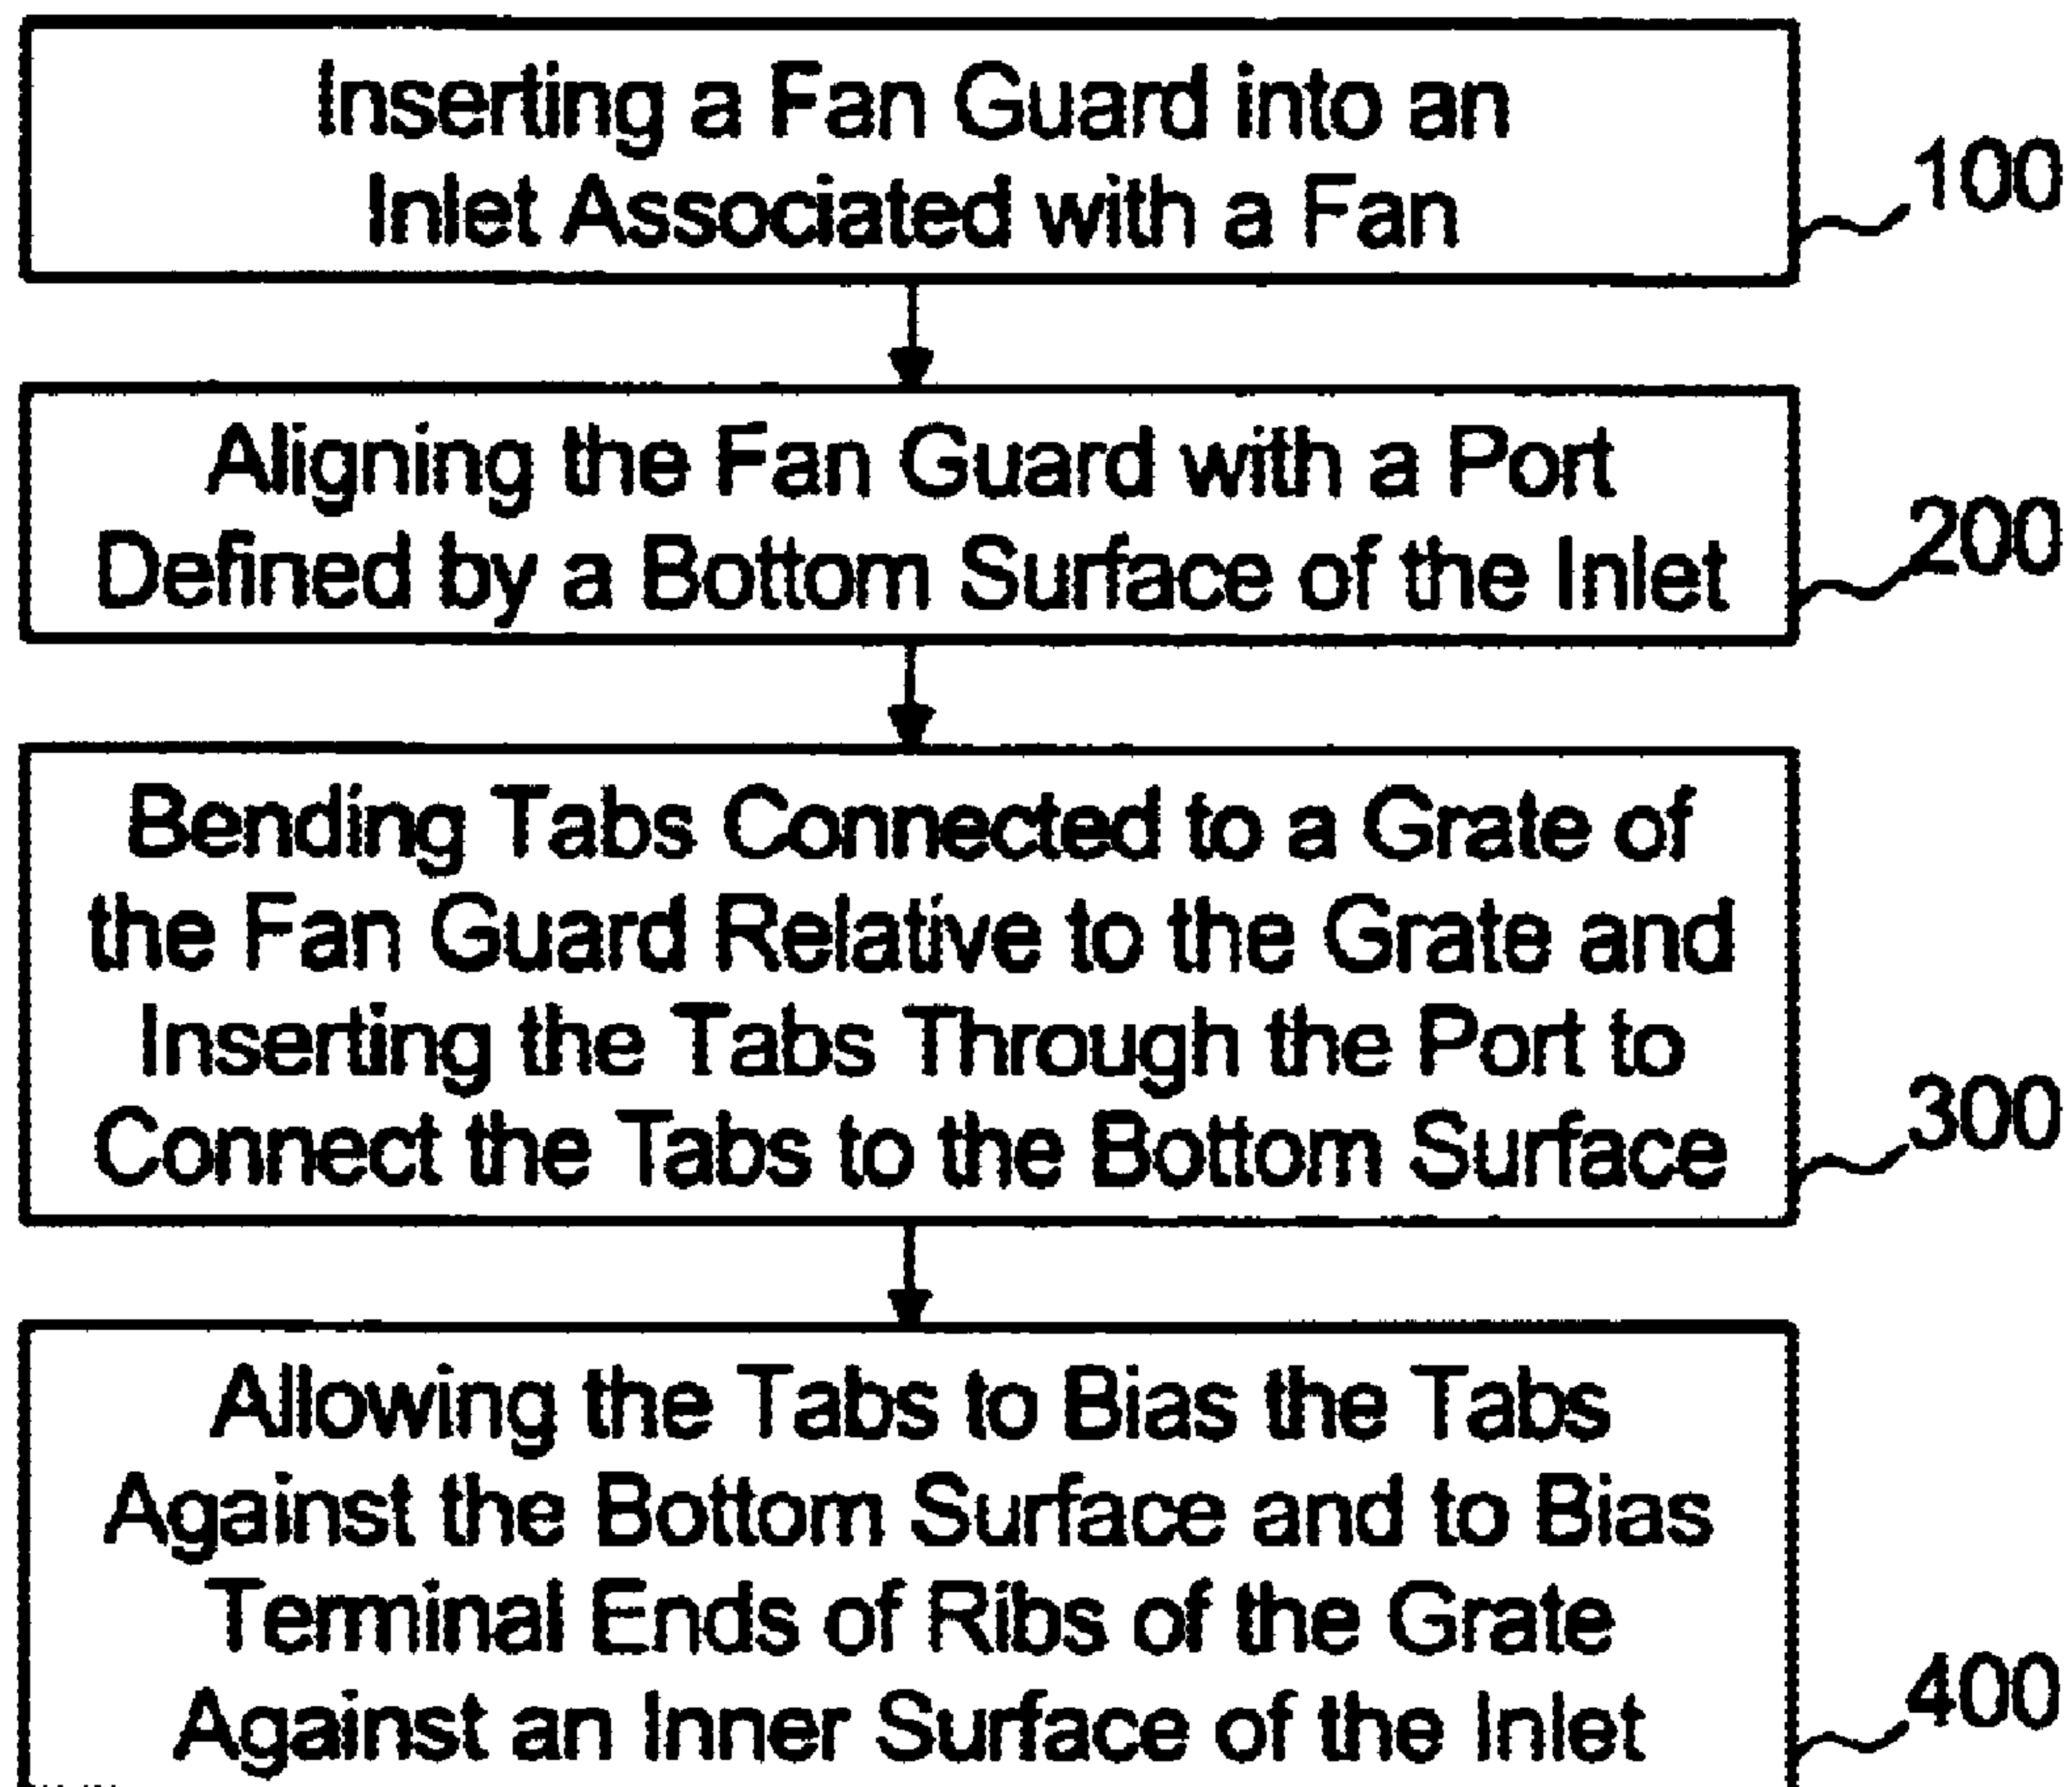 Inserting a Fan Guard into an
Inlet Associated with a Fan
100
Aligning the Fan Guard with a Port
Defined by a Bottom Surface of the Inlet
200
Bending Tabs Connected to a Grate of
the Fan Guard Relative to the Grate and
Inserting the Tabs Through the Port to
Connect the Tabs to the Bottom Surface
300
Allowing the Tabs to Bias the Tabs
Against the Bottom Surface and to Bias
Terminal Ends of Ribs of the Grate
Against an Inner Surface of the Inlet
400